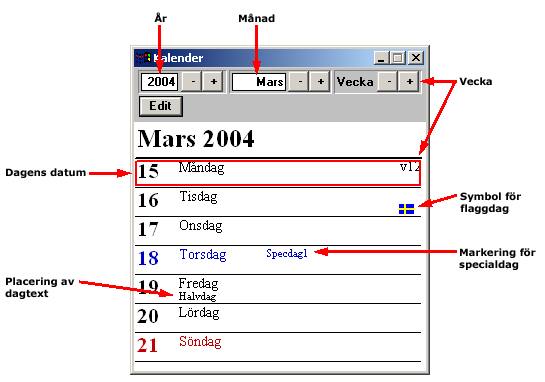 År
Månad
Kalender
2004 - + Mars - + Vecka - +
Vecka
Edit
Mars 2004
Dagens datum
15 Måndag v12
16 Tisdag
Symbol för
flaggdag
17 Onsdag
18 Torsdag Specdag1
Markering för
specialdag
Placering av
dagtext
19 Fredag
Halvdag
20 Lördag
21 Söndag